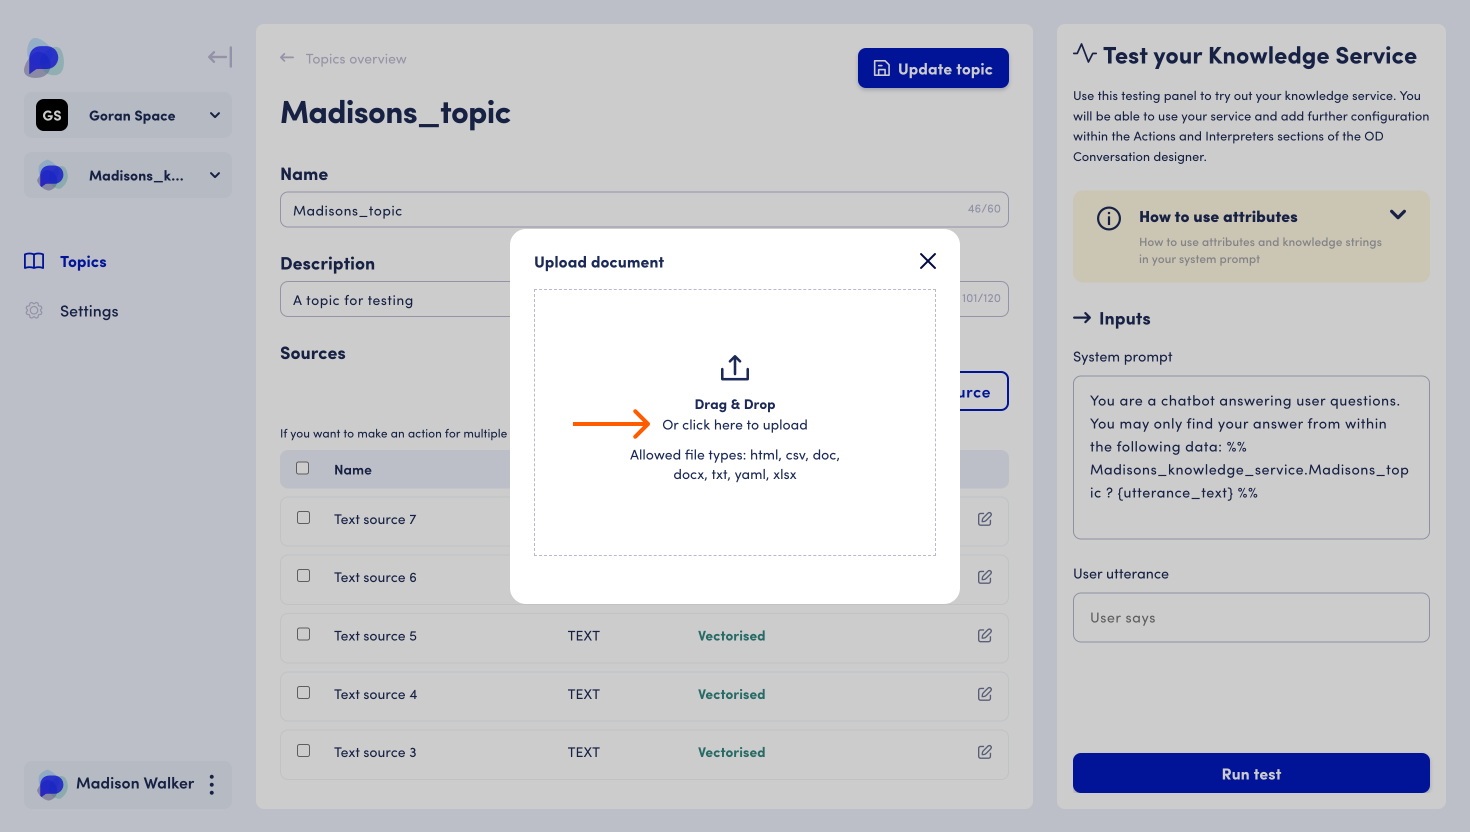 GS
Goran Space
Madisons_k...
Topics
Settings
Madison Walker
Topics overview
Update topic
Madisons_topic
Name
Madisons_topic
46/60
Description
A topic for testing
101/120
Sources
If you want to make an action for multiple
Name
Text source 7
Text source 6
Text source 5 TEXT Vectorised
Text source 4 TEXT Vectorised
Text source 3 TEXT Vectorised
Upload document
Drag & Drop
Or click here to upload
Allowed file types: html, csv, doc,
docx, txt, yaml, xlsx
Test your Knowledge Service
Use this testing panel to try out your knowledge service. You
will be able to use your service and add further configuration
within the Actions and Interpreters sections of the OD
Conversation designer.
How to use attributes
How to use attributes and knowledge strings
in your system prompt
Inputs
System prompt
You are a chatbot answering user questions.
You may only find your answer from within
the following data: %%
Madisons_knowledge_service.Madisons_top
ic ? {utterance_text} %%
User utterance
User says
Run test